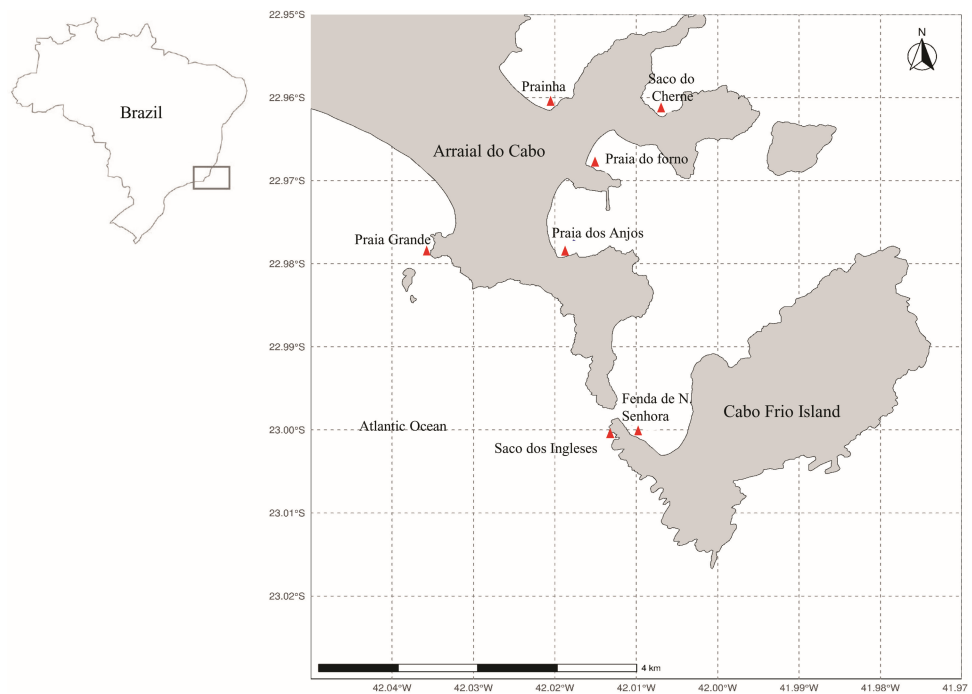 Brazil
22.95°S
22.96°S
22.97°S
22.98°S
22.99°S
23.00°S
23.01°S
23.02°S
N
Prainha
Saco do
Cherne
Arraial do Cabo
Praia do forno
Praia dos Anjos
Praia Grande
Fenda de N.
Senhora
Cabo Frio Island
Atlantic Ocean
Saco dos Ingleses
4 km
42.04°W
42.03°W
42.02°W
42.01°W
42.00°W
41.99°W
41.98°W
41.97